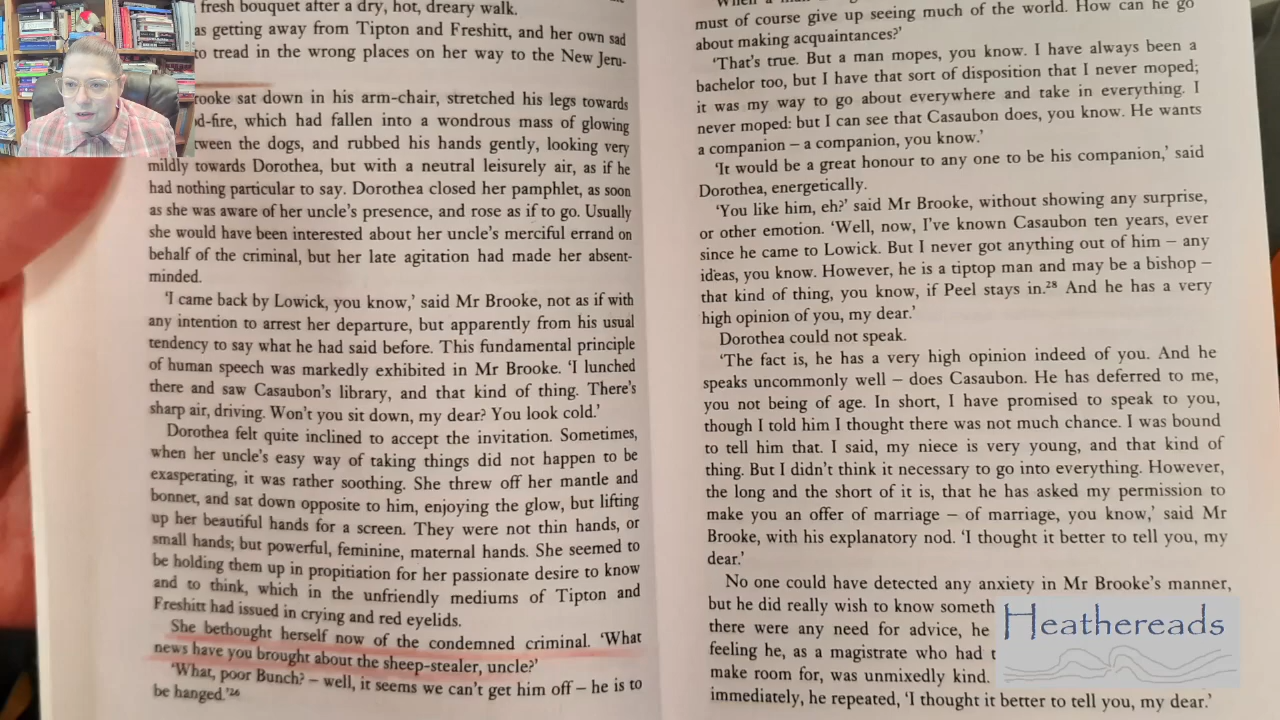 fresh bouquet after a dry, hot, dreary walk.
as getting away from Tipton and Freshitt, and her own sad
to tread in the wrong places on her way to the New Jeru-
rooke sat down in his arm-chair, stretched his legs towards
d-fire, which had fallen into a wondrous mass of glowing
tween the dogs, and rubbed his hands gently, looking very
mildly towards Dorothea, but with a neutral leisurely air, as if he
had nothing particular to say. Dorothea closed her pamphlet, as soon
as she was aware of her uncle's presence, and rose as if to go. Usually
she would have been interested about her uncle's merciful errand on
behalf of the criminal, but her late agitation had made her absent-
minded.
'I came back by Lowick, you know,' said Mr Brooke, not as if with
any intention to arrest her departure, but apparently from his usual
tendency to say what he had said before. This fundamental principle
of human speech was markedly exhibited in Mr Brooke. 'I lunched
there and saw Casaubon's library, and that kind of thing. There's
sharp air, driving. Won't you sit down, my dear? You look cold.'
Dorothea felt quite inclined to accept the invitation. Sometimes,
when her uncle's easy way of taking things did not happen to be
exasperating, it was rather soothing. She threw off her mantle and
bonnet, and sat down opposite to him, enjoying the glow, but lifting
up her beautiful hands for a screen. They were not thin hands, or
small hands; but powerful, feminine, maternal hands. She seemed to
be holding them up in propitiation for her passionate desire to know
and to think, which in the unfriendly mediums of Tipton and
Freshitt had issued in crying and red eyelids.
She bethought herself now of the condemned criminal. 'What
news have you brought about the sheep-stealer, uncle?'
'What, poor Bunch? – well, it seems we can't get him off – he is to
be hanged.'²⁶
must of course give up seeing much of the world. How can he go
about making acquaintances?'
'That's true. But a man mopes, you know. I have always been a
bachelor too, but I have that sort of disposition that I never moped;
it was my way to go about everywhere and take in everything. I
never moped: but I can see that Casaubon does, you know. He wants
a companion – a companion, you know.'
'It would be a great honour to any one to be his companion,' said
Dorothea, energetically.
'You like him, eh?' said Mr Brooke, without showing any surprise,
or other emotion. 'Well, now, I've known Casaubon ten years, ever
since he came to Lowick. But I never got anything out of him – any
ideas, you know. However, he is a tiptop man and may be a bishop –
that kind of thing, you know, if Peel stays in.²⁸ And he has a very
high opinion of you, my dear.'
Dorothea could not speak.
'The fact is, he has a very high opinion indeed of you. And he
speaks uncommonly well – does Casaubon. He has deferred to me,
you not being of age. In short, I have promised to speak to you,
though I told him I thought there was not much chance. I was bound
to tell him that. I said, my niece is very young, and that kind of
thing. But I didn't think it necessary to go into everything. However,
the long and the short of it is, that he has asked my permission to
make you an offer of marriage – of marriage, you know,' said Mr
Brooke, with his explanatory nod. 'I thought it better to tell you, my
dear.'
No one could have detected any anxiety in Mr Brooke's manner,
but he did really wish to know someth
there were any need for advice, he
feeling he, as a magistrate who had t
make room for, was unmixedly kind.
immediately, he repeated, 'I thought it better to tell you, my dear.'
Heathereads